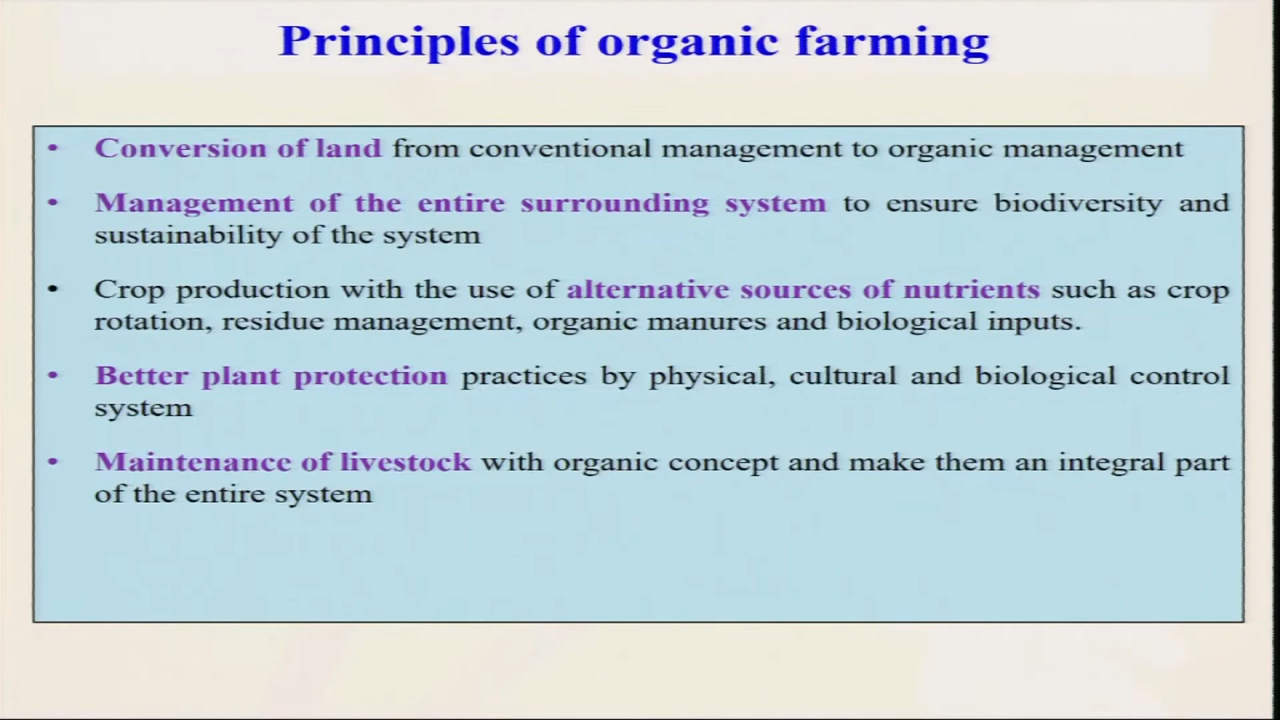 Principles of organic farming
• Conversion of land from conventional management to organic management
• Management of the entire surrounding system to ensure biodiversity and
sustainability of the system
• Crop production with the use of alternative sources of nutrients such as crop
rotation, residue management, organic manures and biological inputs.
• Better plant protection practices by physical, cultural and biological control
system
• Maintenance of livestock with organic concept and make them an integral part
of the entire system